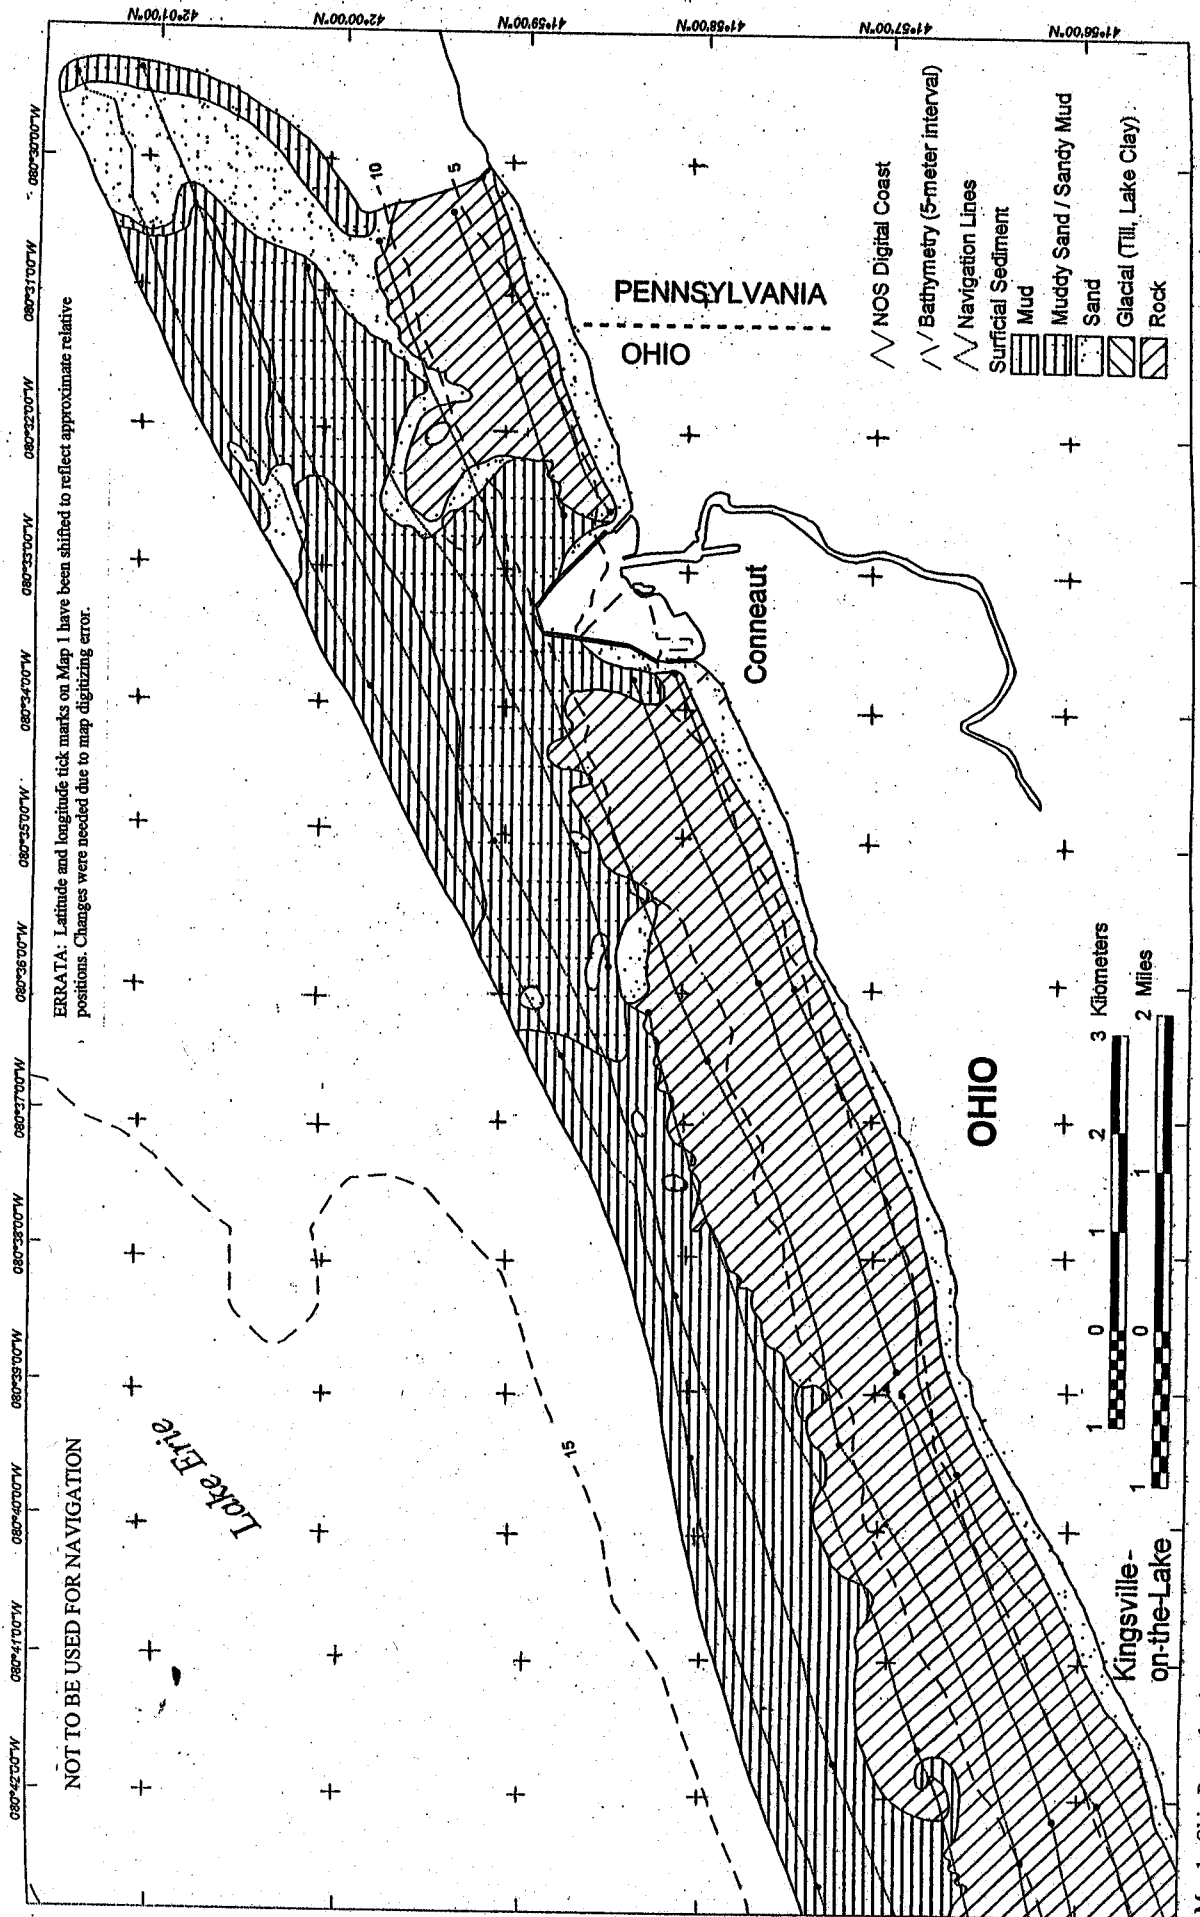 ERRATA: Latitude and longitude tick marks on Map 1 have been shifted to reflect approximate relative
positions. Changes were needed due to map digitizing error.
NOT TO BE USED FOR NAVIGATION
080°42'00"W
080°41'00"W
080°40'00"W
080°39'00"W
080°38'00"W
080°37'00"W
080°36'00"W
080°35'00"W
080°34'00"W
080°33'00"W
080°32'00"W
080°31'00"W
080°30'00"W
42°01'00"N
42°00'00"N
41°59'00"N
41°58'00"N
41°57'00"N
41°56'00"N
Lake Erie
15
10
5
PENNSYLVANIA
OHIO
Conneaut
OHIO
Kingsville-
on-the-Lake
NOS Digital Coast
Bathymetry (5-meter interval)
Navigation Lines
Surficial Sediment
Mud
Muddy Sand / Sandy Mud
Sand
Glacial (Till, Lake Clay)
Rock
1 0 1 2 3 Kilometers
1 0 1 2 Miles